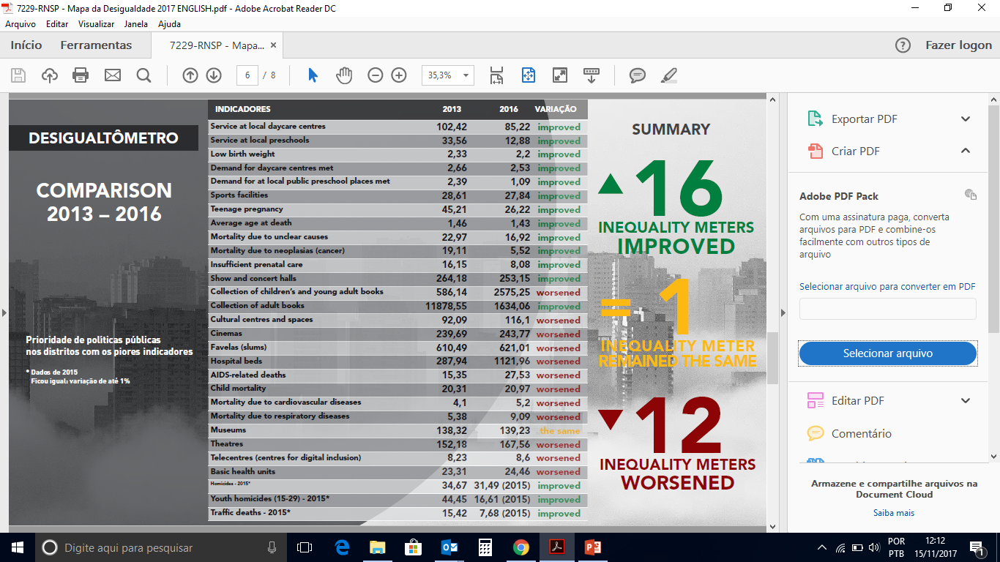 7229-RNSP - Mapa da Desigualdade 2017 ENGLISH.pdf - Adobe Acrobat Reader DC
Arquivo Editar Visualizar Janela Ajuda
Início Ferramentas 7229-RNSP - Mapa... × ? Fazer logon
6 / 8 35,3%
DESIGUALTÔMETRO
COMPARISON
2013 – 2016
Prioridade de políticas públicas
nos distritos com os piores indicadores
* Dados de 2015
Ficou igual: variação de até 1%
INDICADORES 2013 2016 VARIAÇÃO
Service at local daycare centres 102,42 85,22 improved
Service at local preschools 33,56 12,88 improved
Low birth weight 2,33 2,2 improved
Demand for daycare centres met 2,66 2,53 improved
Demand for at local public preschool places met 2,39 1,09 improved
Sports facilities 28,61 27,84 improved
Teenage pregnancy 45,21 26,22 improved
Average age at death 1,46 1,43 improved
Mortality due to unclear causes 22,97 16,92 improved
Mortality due to neoplasias (cancer) 19,11 5,52 improved
Insufficient prenatal care 16,15 8,08 improved
Show and concert halls 264,18 253,15 improved
Collection of children's and young adult books 586,14 2575,25 worsened
Collection of adult books 11878,55 1634,06 improved
Cultural centres and spaces 92,09 116,1 worsened
Cinemas 239,69 243,77 worsened
Favelas (slums) 610,49 621,01 worsened
Hospital beds 287,94 1121,96 worsened
AIDS-related deaths 15,35 27,53 worsened
Child mortality 20,31 20,97 worsened
Mortality due to cardiovascular diseases 4,1 5,2 worsened
Mortality due to respiratory diseases 5,38 9,09 worsened
Museums 138,32 139,23 the same
Theatres 152,18 167,56 worsened
Telecentres (centres for digital inclusion) 8,23 8,6 worsened
Basic health units 23,31 24,46 worsened
Homicides - 2015* 34,67 31,49 (2015) improved
Youth homicides (15-29) - 2015* 44,45 16,61 (2015) improved
Traffic deaths - 2015* 15,42 7,68 (2015) improved
SUMMARY
16
INEQUALITY METERS
IMPROVED
= 1
INEQUALITY METER
REMAINED THE SAME
12
INEQUALITY METERS
WORSENED
Exportar PDF
Criar PDF
Adobe PDF Pack
Com uma assinatura paga, converta
arquivos para PDF e combine-os
facilmente com outros tipos de
arquivo
Selecionar arquivo para converter em PDF
Selecionar arquivo
Editar PDF
Comentário
Armazene e compartilhe arquivos na
Document Cloud
Saiba mais
Digite aqui para pesquisar
POR
PTB
12:12
15/11/2017
1